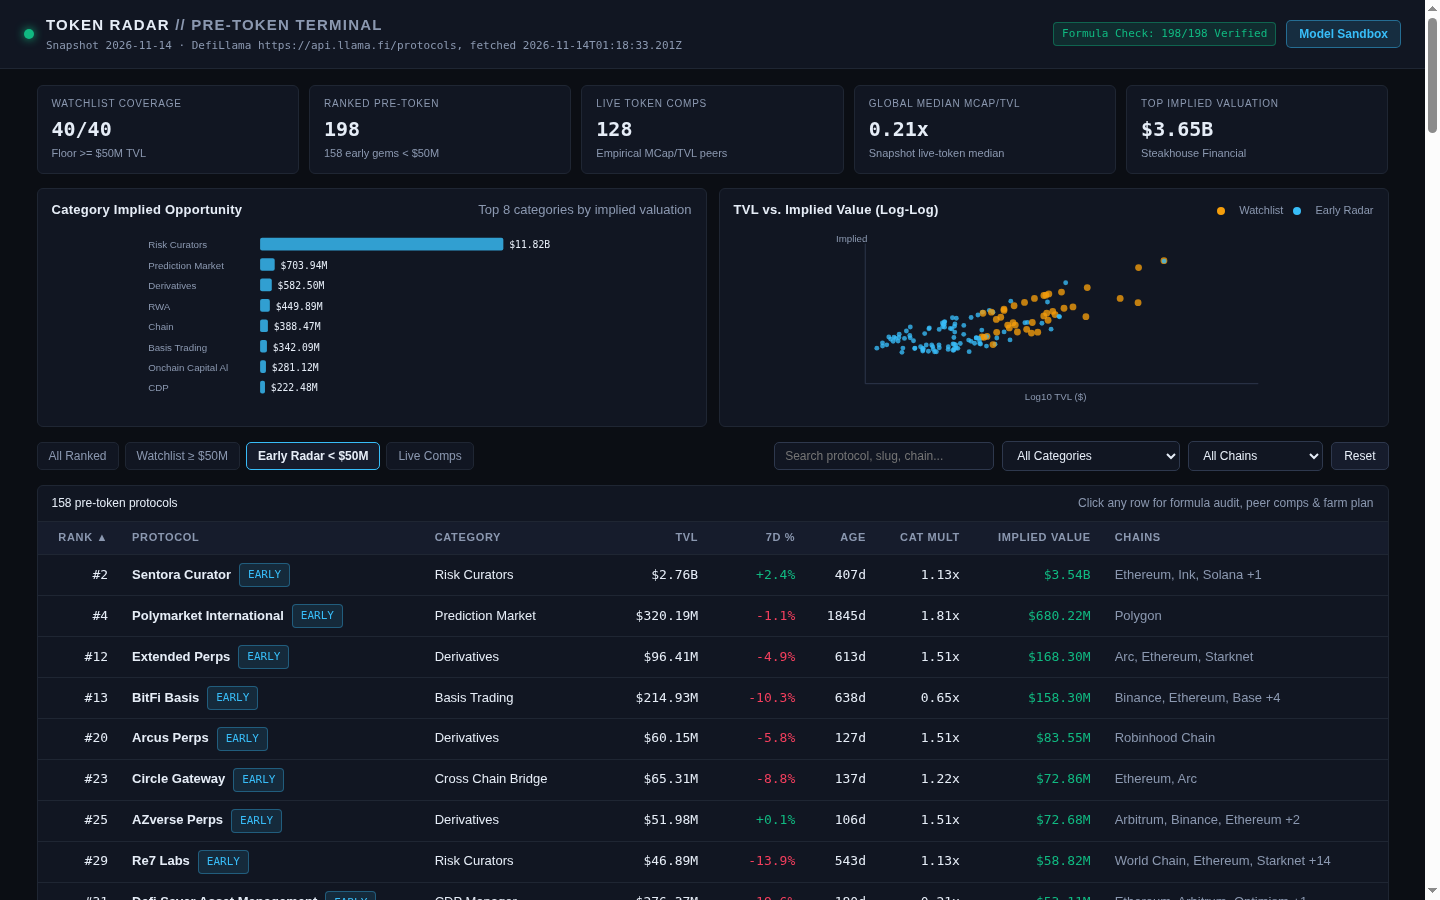 TOKEN RADAR // PRE-TOKEN TERMINAL
Snapshot 2026-11-14 · DefiLlama https://api.llama.fi/protocols, fetched 2026-11-14T01:18:33.201Z
Formula Check: 198/198 Verified
Model Sandbox
WATCHLIST COVERAGE
40/40
Floor >= $50M TVL
RANKED PRE-TOKEN
198
158 early gems < $50M
LIVE TOKEN COMPS
128
Empirical MCap/TVL peers
GLOBAL MEDIAN MCAP/TVL
0.21x
Snapshot live-token median
TOP IMPLIED VALUATION
$3.65B
Steakhouse Financial
Category Implied Opportunity
Top 8 categories by implied valuation
Risk Curators $11.82B
Prediction Market $703.94M
Derivatives $582.50M
RWA $449.89M
Chain $388.47M
Basis Trading $342.09M
Onchain Capital Al $281.12M
CDP $222.48M
TVL vs. Implied Value (Log-Log)
Watchlist
Early Radar
Implied
Log10 TVL ($)
All Ranked
Watchlist ≥ $50M
Early Radar < $50M
Live Comps
Search protocol, slug, chain...
All Categories
All Chains
Reset
158 pre-token protocols
Click any row for formula audit, peer comps & farm plan
RANK ▲ PROTOCOL CATEGORY TVL 7D % AGE CAT MULT IMPLIED VALUE CHAINS
#2 Sentora Curator EARLY Risk Curators $2.76B +2.4% 407d 1.13x $3.54B Ethereum, Ink, Solana +1
#4 Polymarket International EARLY Prediction Market $320.19M -1.1% 1845d 1.81x $680.22M Polygon
#12 Extended Perps EARLY Derivatives $96.41M -4.9% 613d 1.51x $168.30M Arc, Ethereum, Starknet
#13 BitFi Basis EARLY Basis Trading $214.93M -10.3% 638d 0.65x $158.30M Binance, Ethereum, Base +4
#20 Arcus Perps EARLY Derivatives $60.15M -5.8% 127d 1.51x $83.55M Robinhood Chain
#23 Circle Gateway EARLY Cross Chain Bridge $65.31M -8.8% 137d 1.22x $72.86M Ethereum, Arc
#25 AZverse Perps EARLY Derivatives $51.98M +0.1% 106d 1.51x $72.68M Arbitrum, Binance, Ethereum +2
#29 Re7 Labs EARLY Risk Curators $46.89M -13.9% 543d 1.13x $58.82M World Chain, Ethereum, Starknet +14
#31 Defi Saver Asset Management EARLY CDP Manager